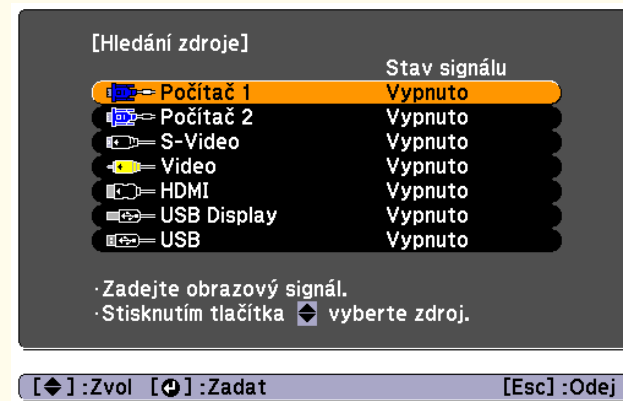 [Hledání zdroje]
Stav signálu
Počítač 1 Vypnuto
Počítač 2 Vypnuto
S-Video Vypnuto
Video Vypnuto
HDMI Vypnuto
USB Display Vypnuto
USB Vypnuto
·Zadejte obrazový signál.
·Stisknutím tlačítka vyberte zdroj.
[ ] :Zvol [ ] :Zadat [Esc] :Odej